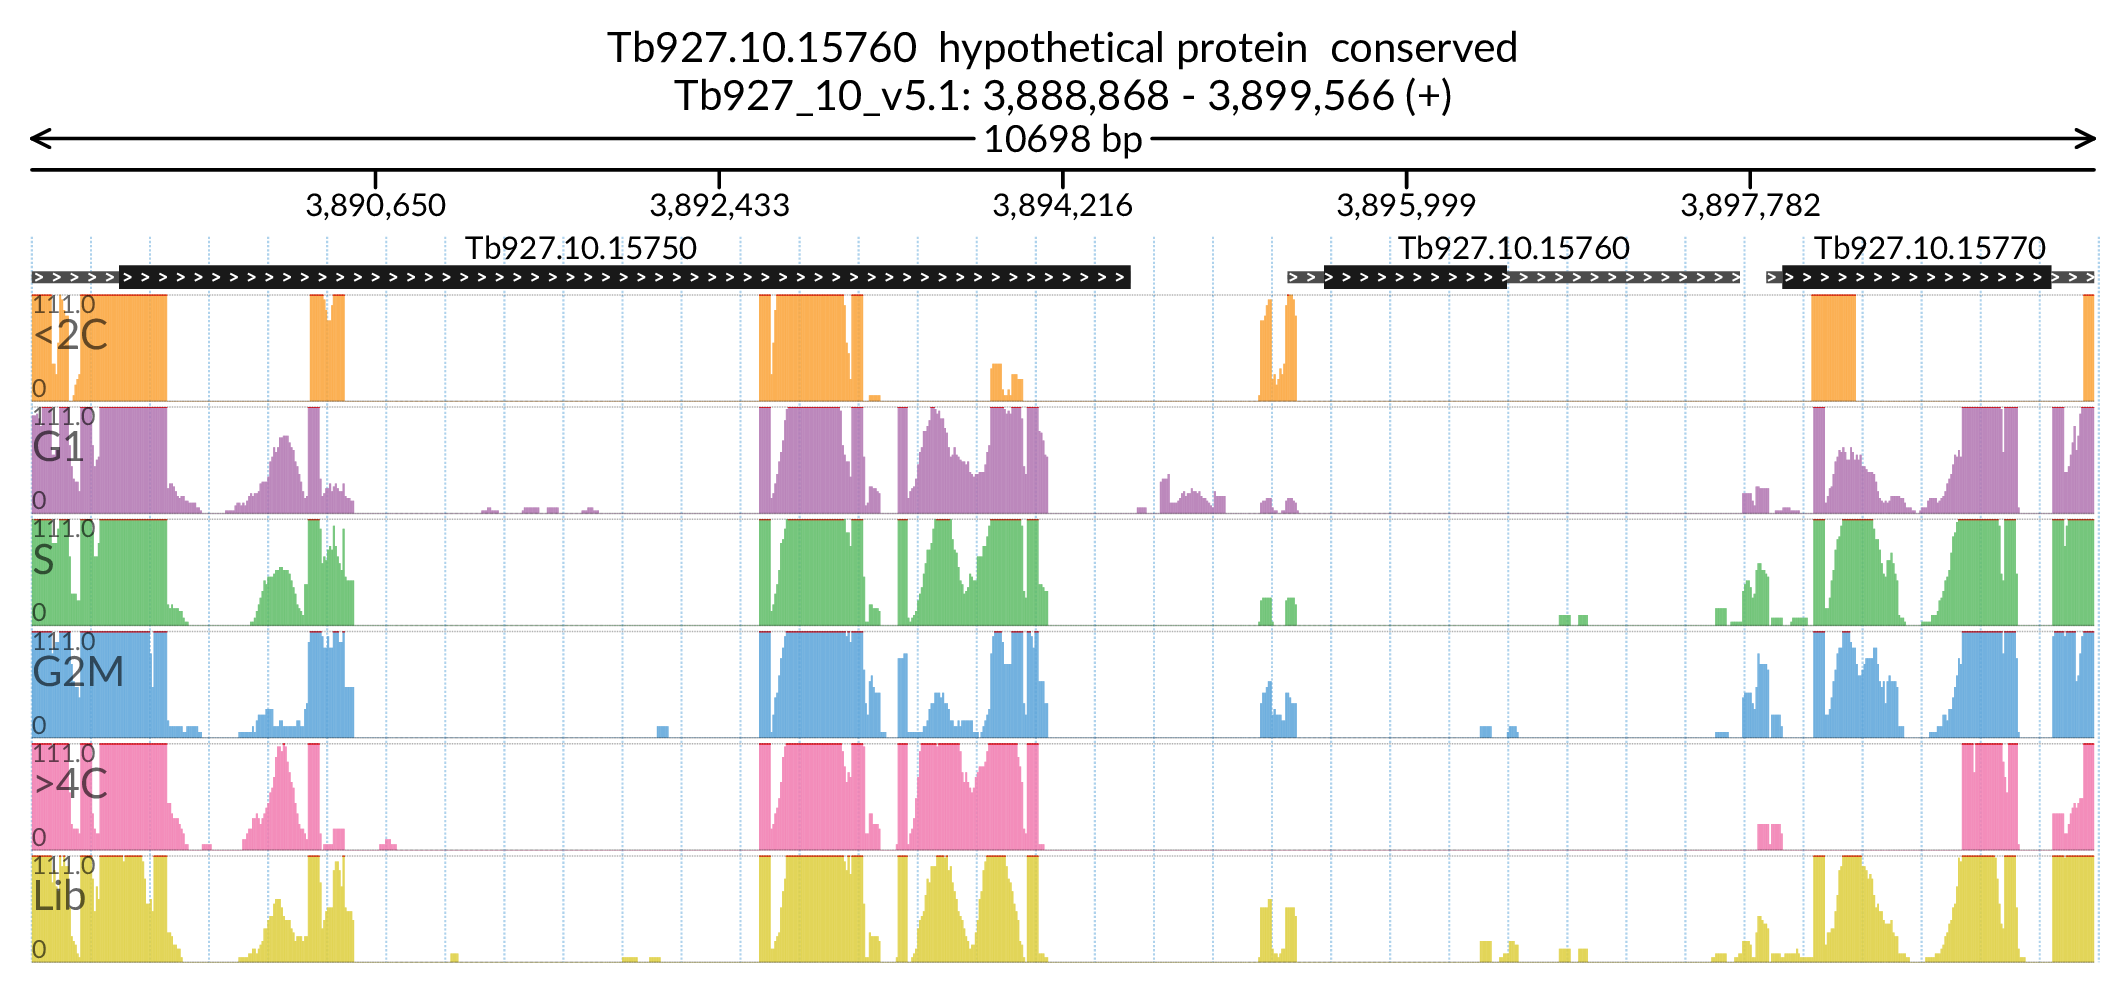 Tb927.10.15760  hypothetical protein  conserved
Tb927_10_v5.1: 3,888,868 - 3,899,566 (+)
10698 bp
3,890,650 3,892,433 3,894,216 3,895,999 3,897,782
Tb927.10.15750 Tb927.10.15760 Tb927.10.15770
111.0
<2C
0
111.0
G1
0
111.0
S
0
111.0
G2M
0
111.0
>4C
0
111.0
Lib
0